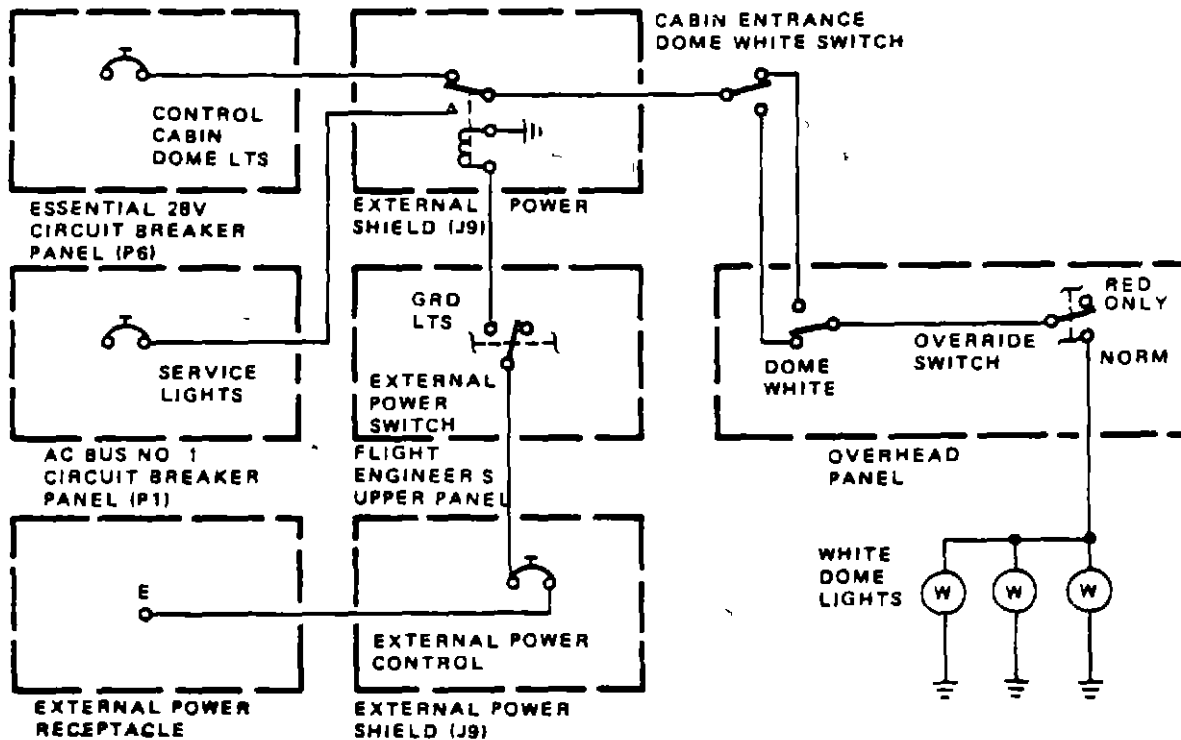 CABIN ENTRANCE
DOME WHITE SWITCH
CONTROL
CABIN
DOME LTS
ESSENTIAL 28V
CIRCUIT BREAKER
PANEL (P6)
EXTERNAL POWER
SHIELD (J9)
SERVICE
LIGHTS
AC BUS NO 1
CIRCUIT BREAKER
PANEL (P1)
GRD
LTS
EXTERNAL
POWER
SWITCH
FLIGHT
ENGINEER S
UPPER PANEL
RED
ONLY
OVERRIDE
SWITCH
NORM
DOME
WHITE
OVERHEAD
PANEL
E
EXTERNAL POWER
RECEPTACLE
EXTERNAL POWER
CONTROL
EXTERNAL POWER
SHIELD (J9)
WHITE
DOME
LIGHTS
W
W
W